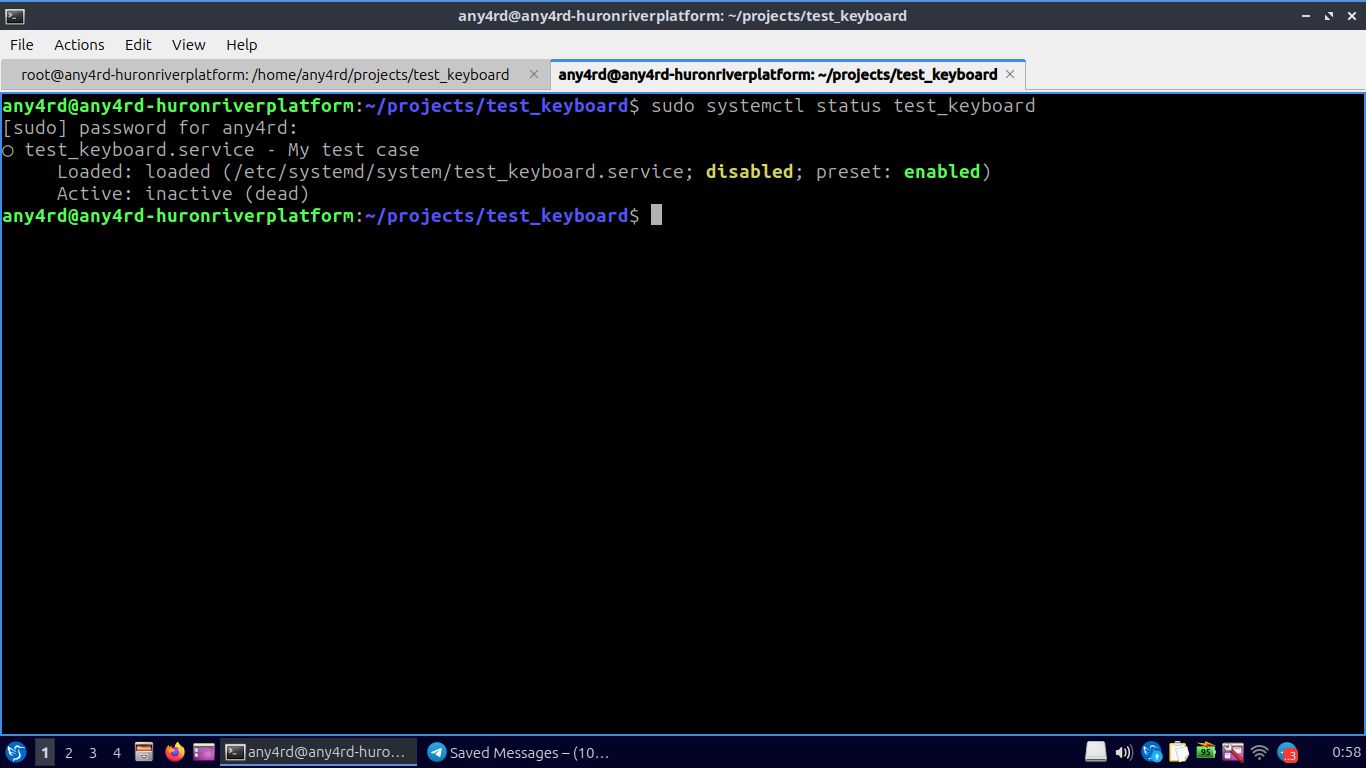 any4rd@any4rd-huronriverplatform: ~/projects/test_keyboard
File Actions Edit View Help
root@any4rd-huronriverplatform: /home/any4rd/projects/test_keyboard
any4rd@any4rd-huronriverplatform: ~/projects/test_keyboard
any4rd@any4rd-huronriverplatform:~/projects/test_keyboard$ sudo systemctl status test_keyboard
[sudo] password for any4rd:
○ test_keyboard.service - My test case
     Loaded: loaded (/etc/systemd/system/test_keyboard.service; disabled; preset: enabled)
     Active: inactive (dead)
any4rd@any4rd-huronriverplatform:~/projects/test_keyboard$
1 2 3 4 any4rd@any4rd-huro... Saved Messages – (10... 95 ..3 0:58